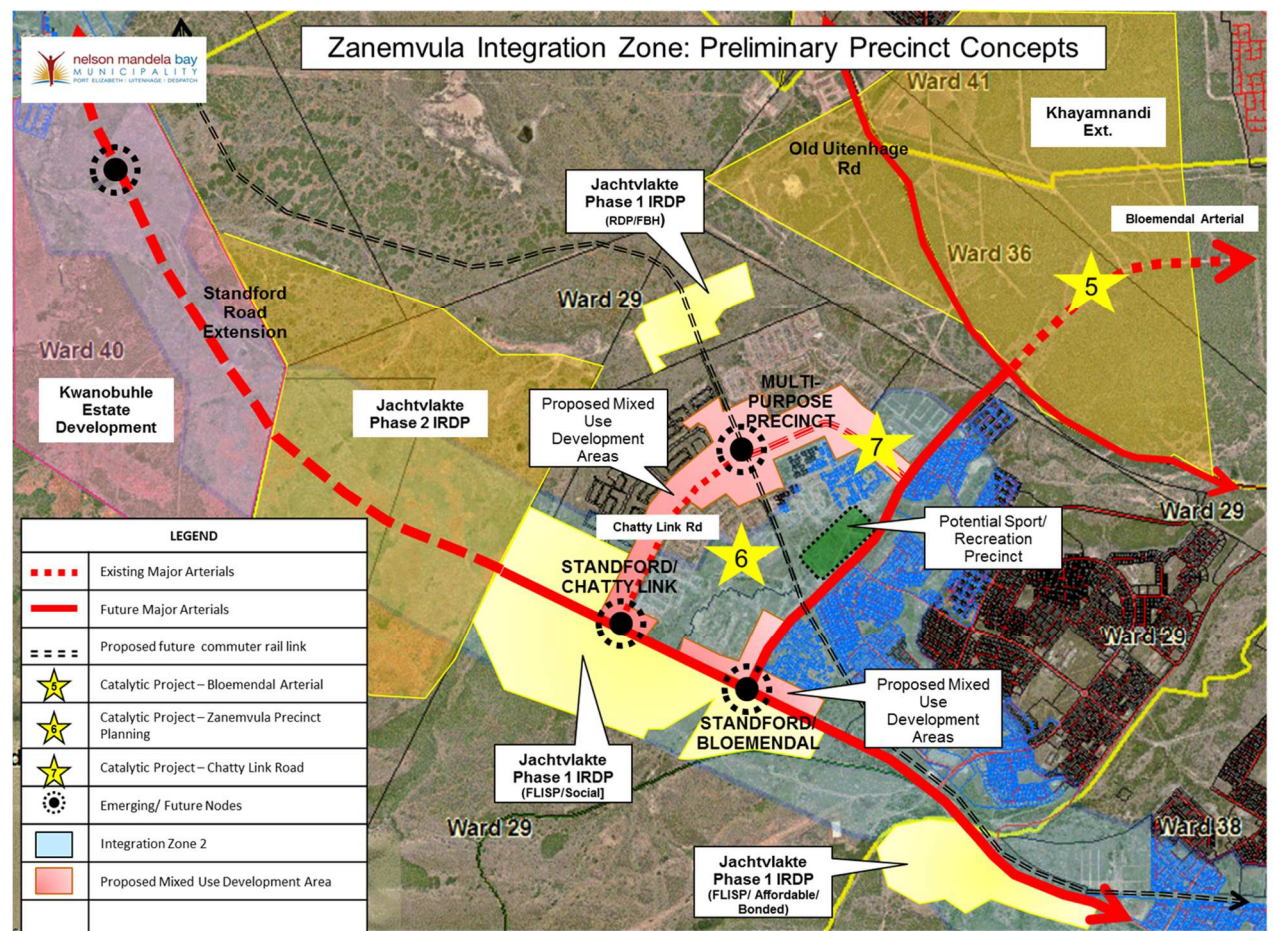 Zanemvula Integration Zone: Preliminary Precinct Concepts
nelson mandela bay
MUNICIPALITY
PORT ELIZABETH | UITENHAGE | DESPATCH
Ward 41
Khayamnandi
Ext.
Old Uitenhage
Rd
Jachtvlakte
Phase 1 IRDP
(RDP/FBH)
Bloemendal Arterial
Ward 36
5
Ward 29
Standford
Road
Extension
Ward 40
Kwanobuhle
Estate
Development
Jachtvlakte
Phase 2 IRDP
Proposed Mixed
Use
Development
Areas
MULTI-
PURPOSE
PRECINCT
7
Chatty Link Rd
6
Potential Sport/
Recreation
Precinct
Ward 29
STANDFORD/
CHATTY LINK
Ward 29
Proposed Mixed
Use
Development
Areas
STANDFORD/
BLOEMENDAL
Jachtvlakte
Phase 1 IRDP
(FLISP/Social]
Ward 29
Ward 38
Jachtvlakte
Phase 1 IRDP
(FLISP/ Affordable/
Bonded)
LEGEND
Existing Major Arterials
Future Major Arterials
Proposed future commuter rail link
5
Catalytic Project – Bloemendal Arterial
6
Catalytic Project – Zanemvula Precinct
Planning
7
Catalytic Project – Chatty Link Road
Emerging/ Future Nodes
Integration Zone 2
Proposed Mixed Use Development Area